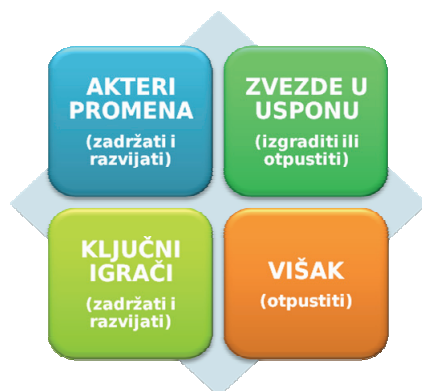 AKTERI
PROMENA
(zadržati i
razvijati)
ZVEZDE U
USPONU
(izgraditi ili
otpustiti)
KLJUČNI
IGRAČI
(zadržati i
razvijati)
VIŠAK
(otpustiti)